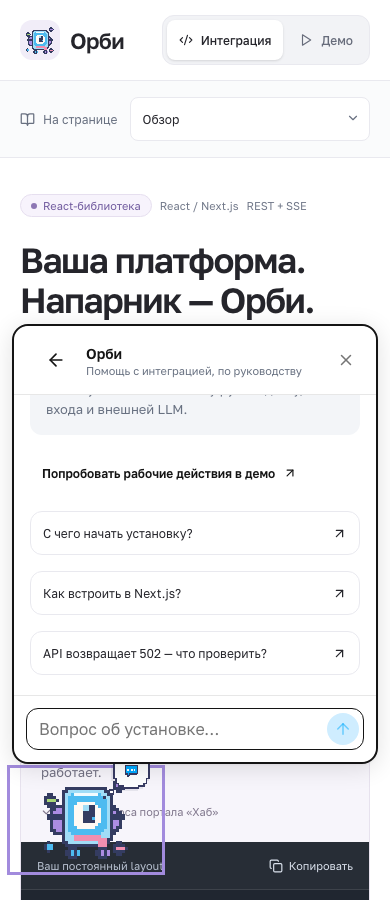 Орби
Интеграция
Демо
На странице
Обзор
React-библиотека
React / Next.js
REST + SSE
Ваша платформа.
Напарник — Орби.
Орби
Помощь с интеграцией, по руководству
входа и внешней LLM.
Попробовать рабочие действия в демо
С чего начать установку?
Как встроить в Next.js?
API возвращает 502 — что проверить?
Вопрос об установке...
работает.
портала «Хаб»
Ваш постоянный layout
Копировать